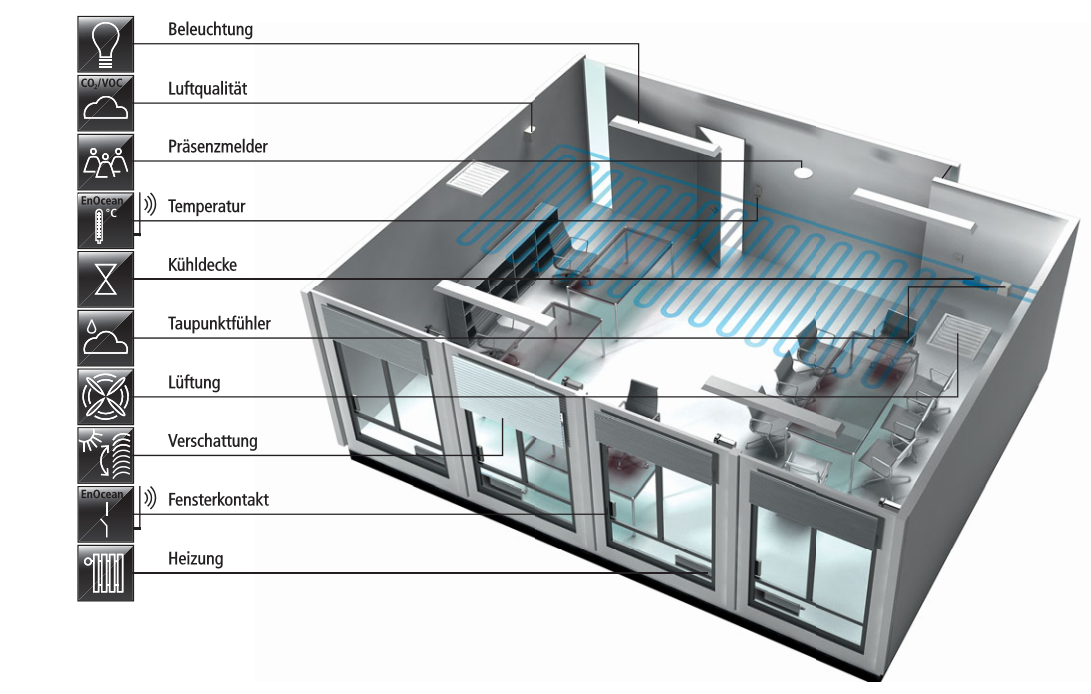 Beleuchtung
CO₂/VOC
Luftqualität
Präsenzmelder
EnOcean
°C
Temperatur
Kühldecke
Taupunktfühler
Lüftung
Verschattung
EnOcean
Fensterkontakt
Heizung